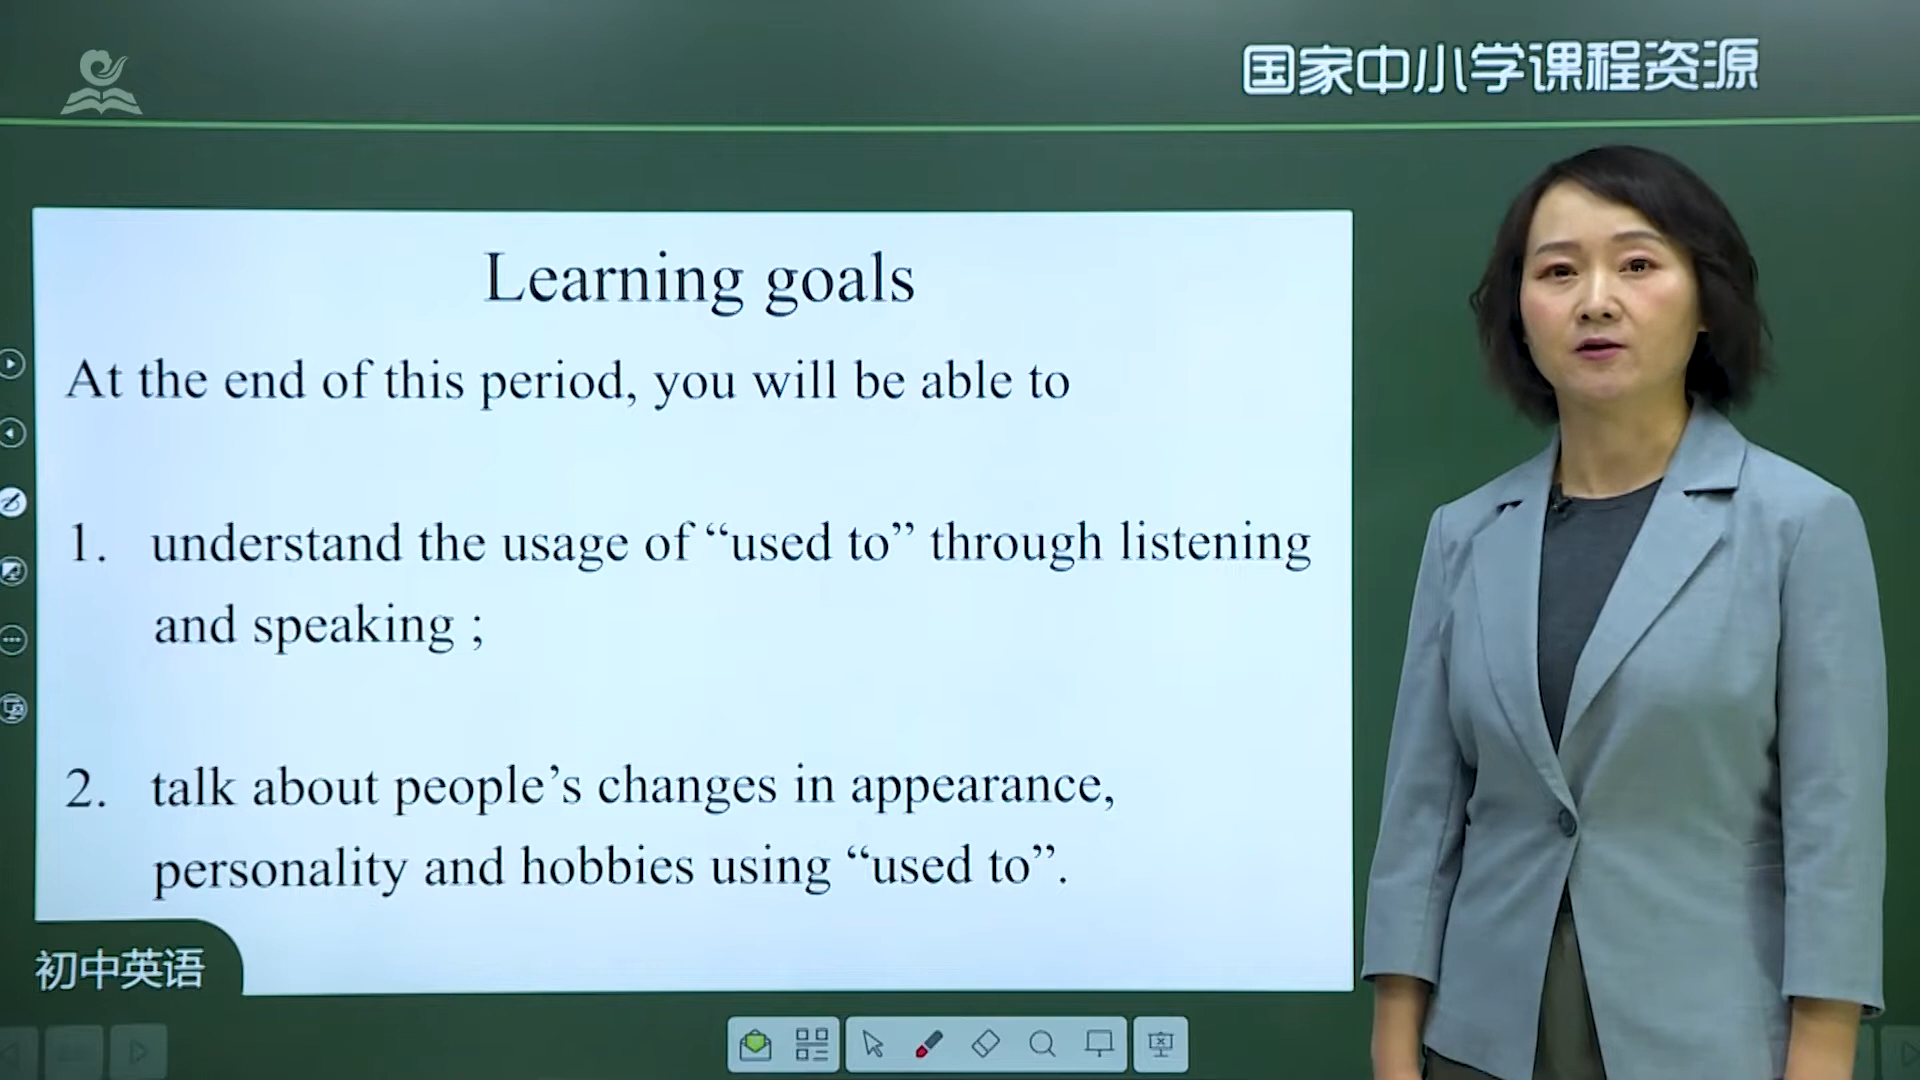 国家中小学课程资源
Learning goals
At the end of this period, you will be able to
1. understand the usage of “used to” through listening
and speaking ;
2. talk about people’s changes in appearance,
personality and hobbies using “used to”.
初中英语